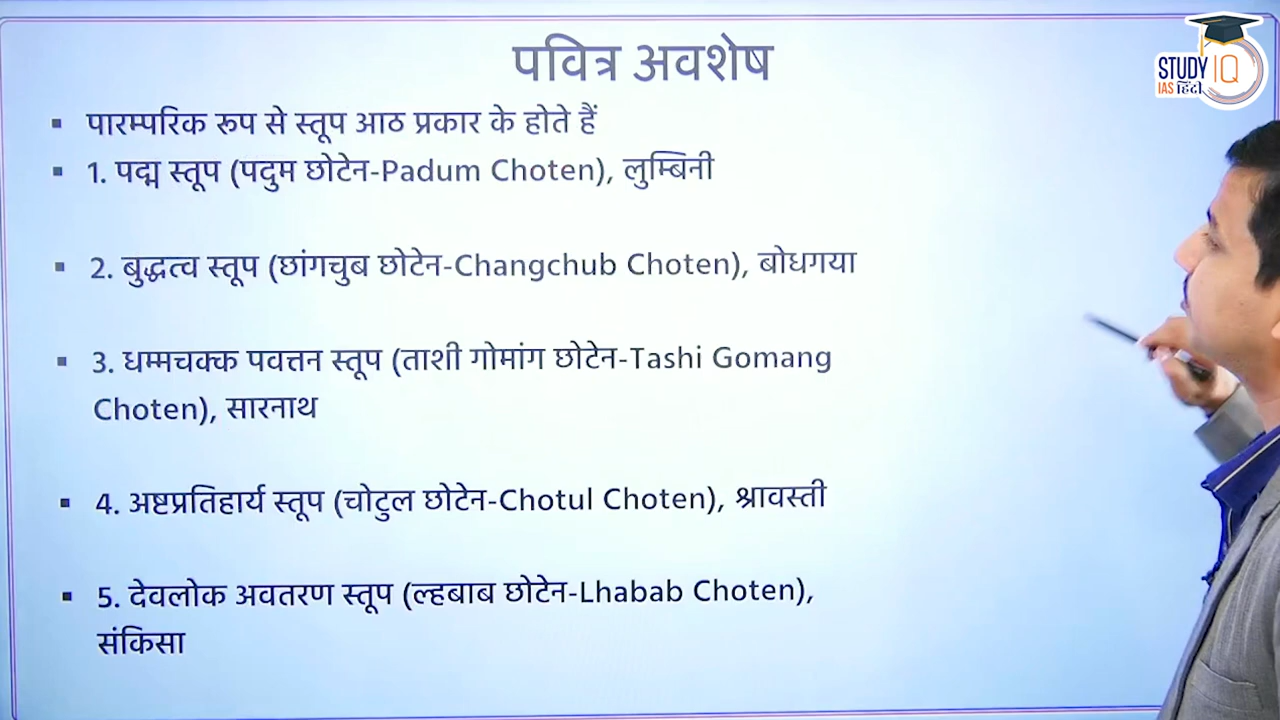 पवित्र अवशेष
STUDY IQ
IAS हिंदी
▪ पारम्परिक रूप से स्तूप आठ प्रकार के होते हैं
▪ 1. पद्म स्तूप (पदुम छोटेन-Padum Choten), लुम्बिनी
▪ 2. बुद्धत्व स्तूप (छांगचुब छोटेन-Changchub Choten), बोधगया
▪ 3. धम्मचक्क पवत्तन स्तूप (ताशी गोमांग छोटेन-Tashi Gomang
Choten), सारनाथ
▪ 4. अष्टप्रतिहार्य स्तूप (चोटुल छोटेन-Chotul Choten), श्रावस्ती
▪ 5. देवलोक अवतरण स्तूप (ल्हबाब छोटेन-Lhabab Choten),
संकिसा